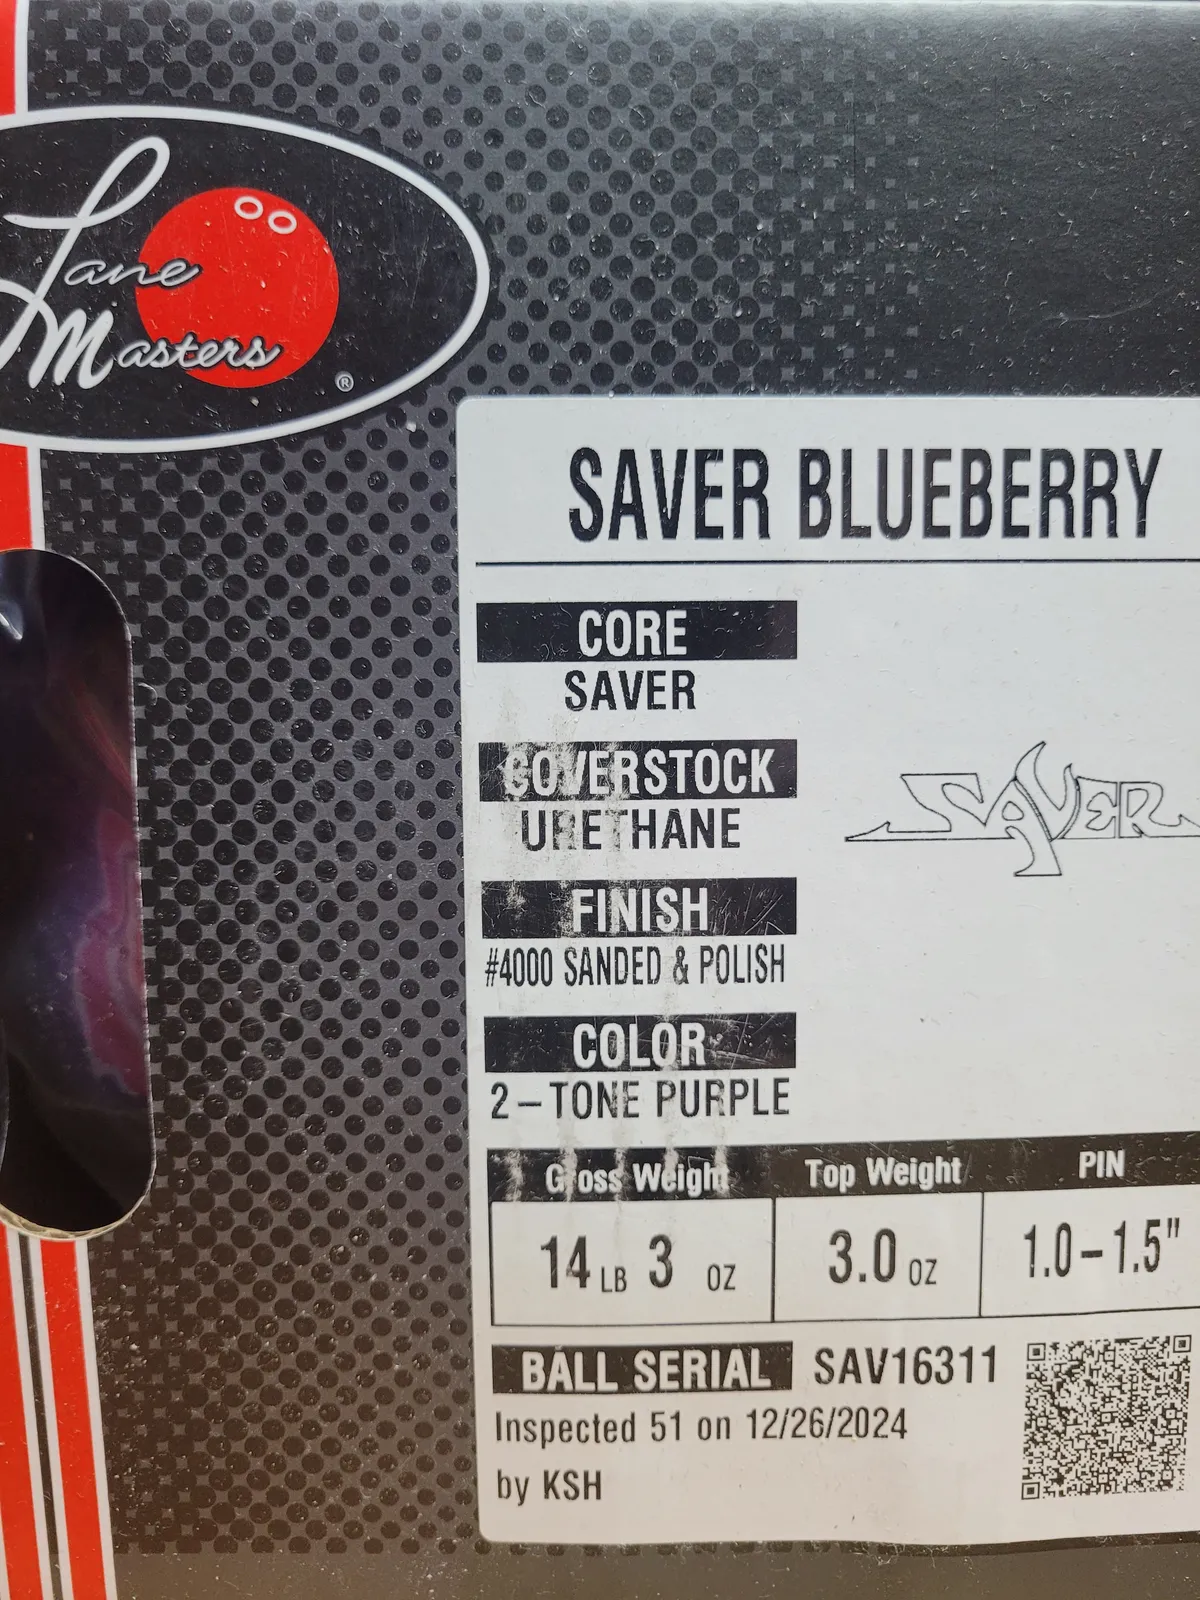 Lane
Masters
®
SAVER BLUEBERRY
CORE
SAVER
COVERSTOCK
URETHANE
SAVER
FINISH
#4000 SANDED & POLISH
COLOR
2-TONE PURPLE
Gross Weight Top Weight PIN
14 LB 3 OZ 3.0 OZ 1.0-1.5"
BALL SERIAL SAV16311
Inspected 51 on 12/26/2024
by KSH